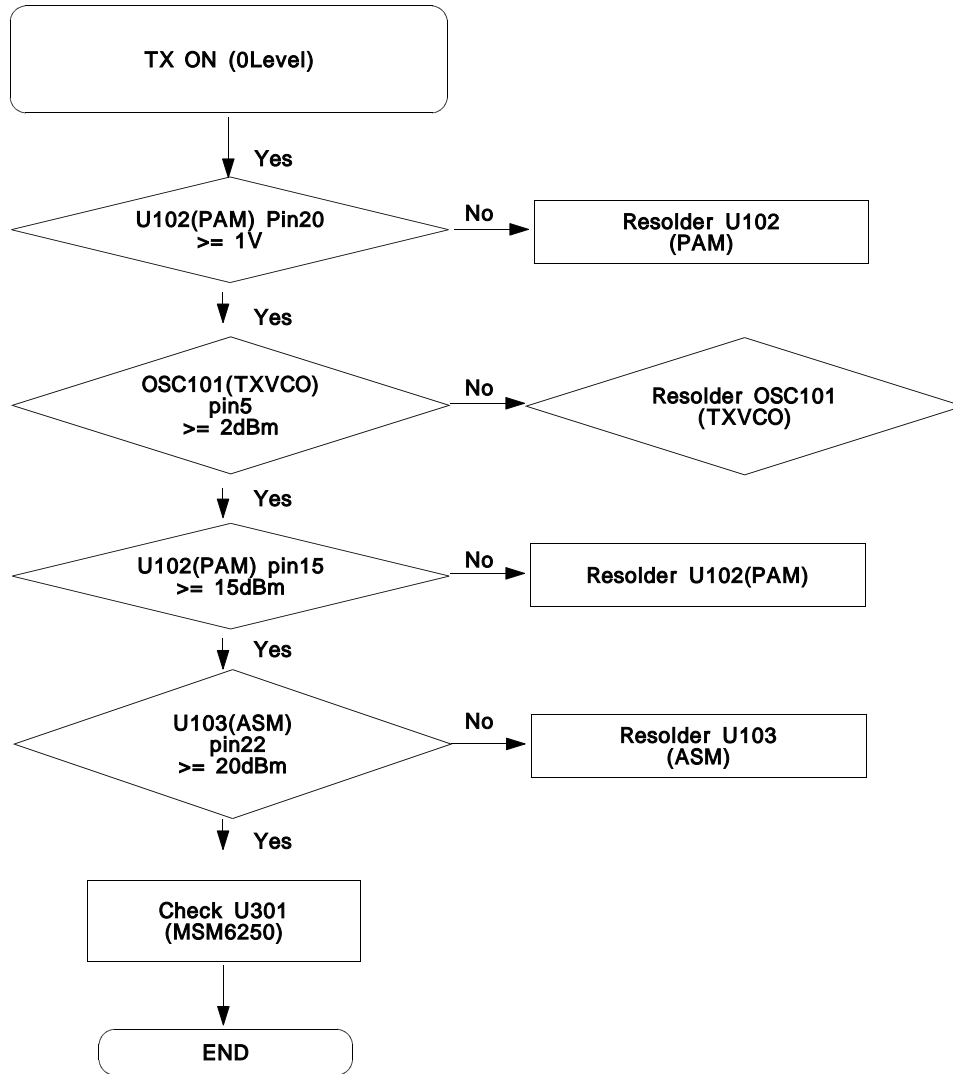 TX ON (0Level)
Yes
U102(PAM) Pin20
>= 1V
No
Resolder U102
(PAM)
Yes
OSC101(TXVCO)
pin5
>= 2dBm
No
Resolder OSC101
(TXVCO)
Yes
U102(PAM) pin15
>= 15dBm
No
Resolder U102(PAM)
Yes
U103(ASM)
pin22
>= 20dBm
No
Resolder U103
(ASM)
Yes
Check U301
(MSM6250)
END